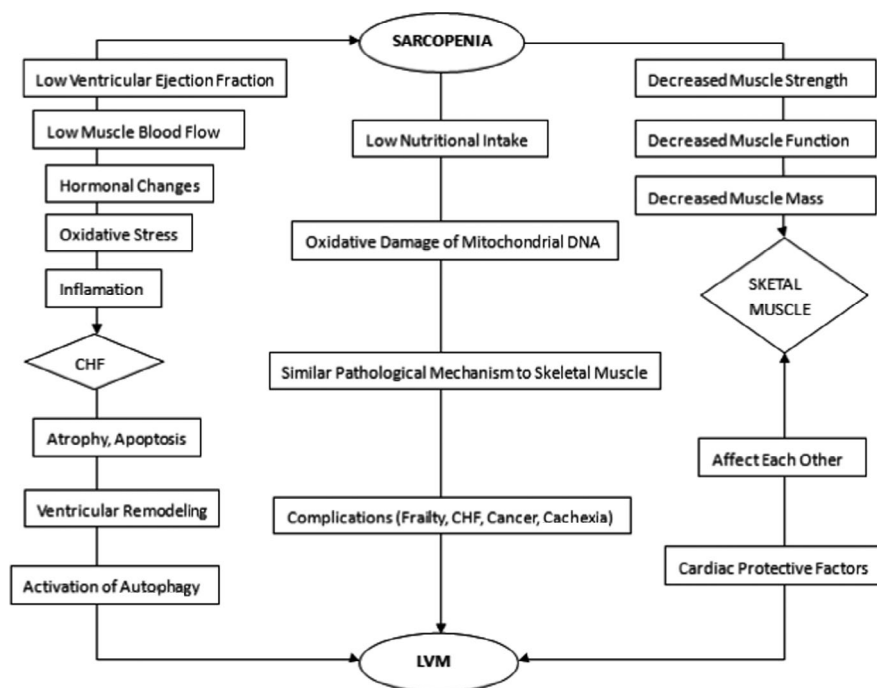 SARCOPENIA
Low Ventricular Ejection Fraction
Low Muscle Blood Flow
Hormonal Changes
Oxidative Stress
Inflamation
CHF
Atrophy, Apoptosis
Ventricular Remodeling
Activation of Autophagy
Low Nutritional Intake
Oxidative Damage of Mitochondrial DNA
Similar Pathological Mechanism to Skeletal Muscle
Complications (Frailty, CHF, Cancer, Cachexia)
Decreased Muscle Strength
Decreased Muscle Function
Decreased Muscle Mass
SKETAL
MUSCLE
Affect Each Other
Cardiac Protective Factors
LVM